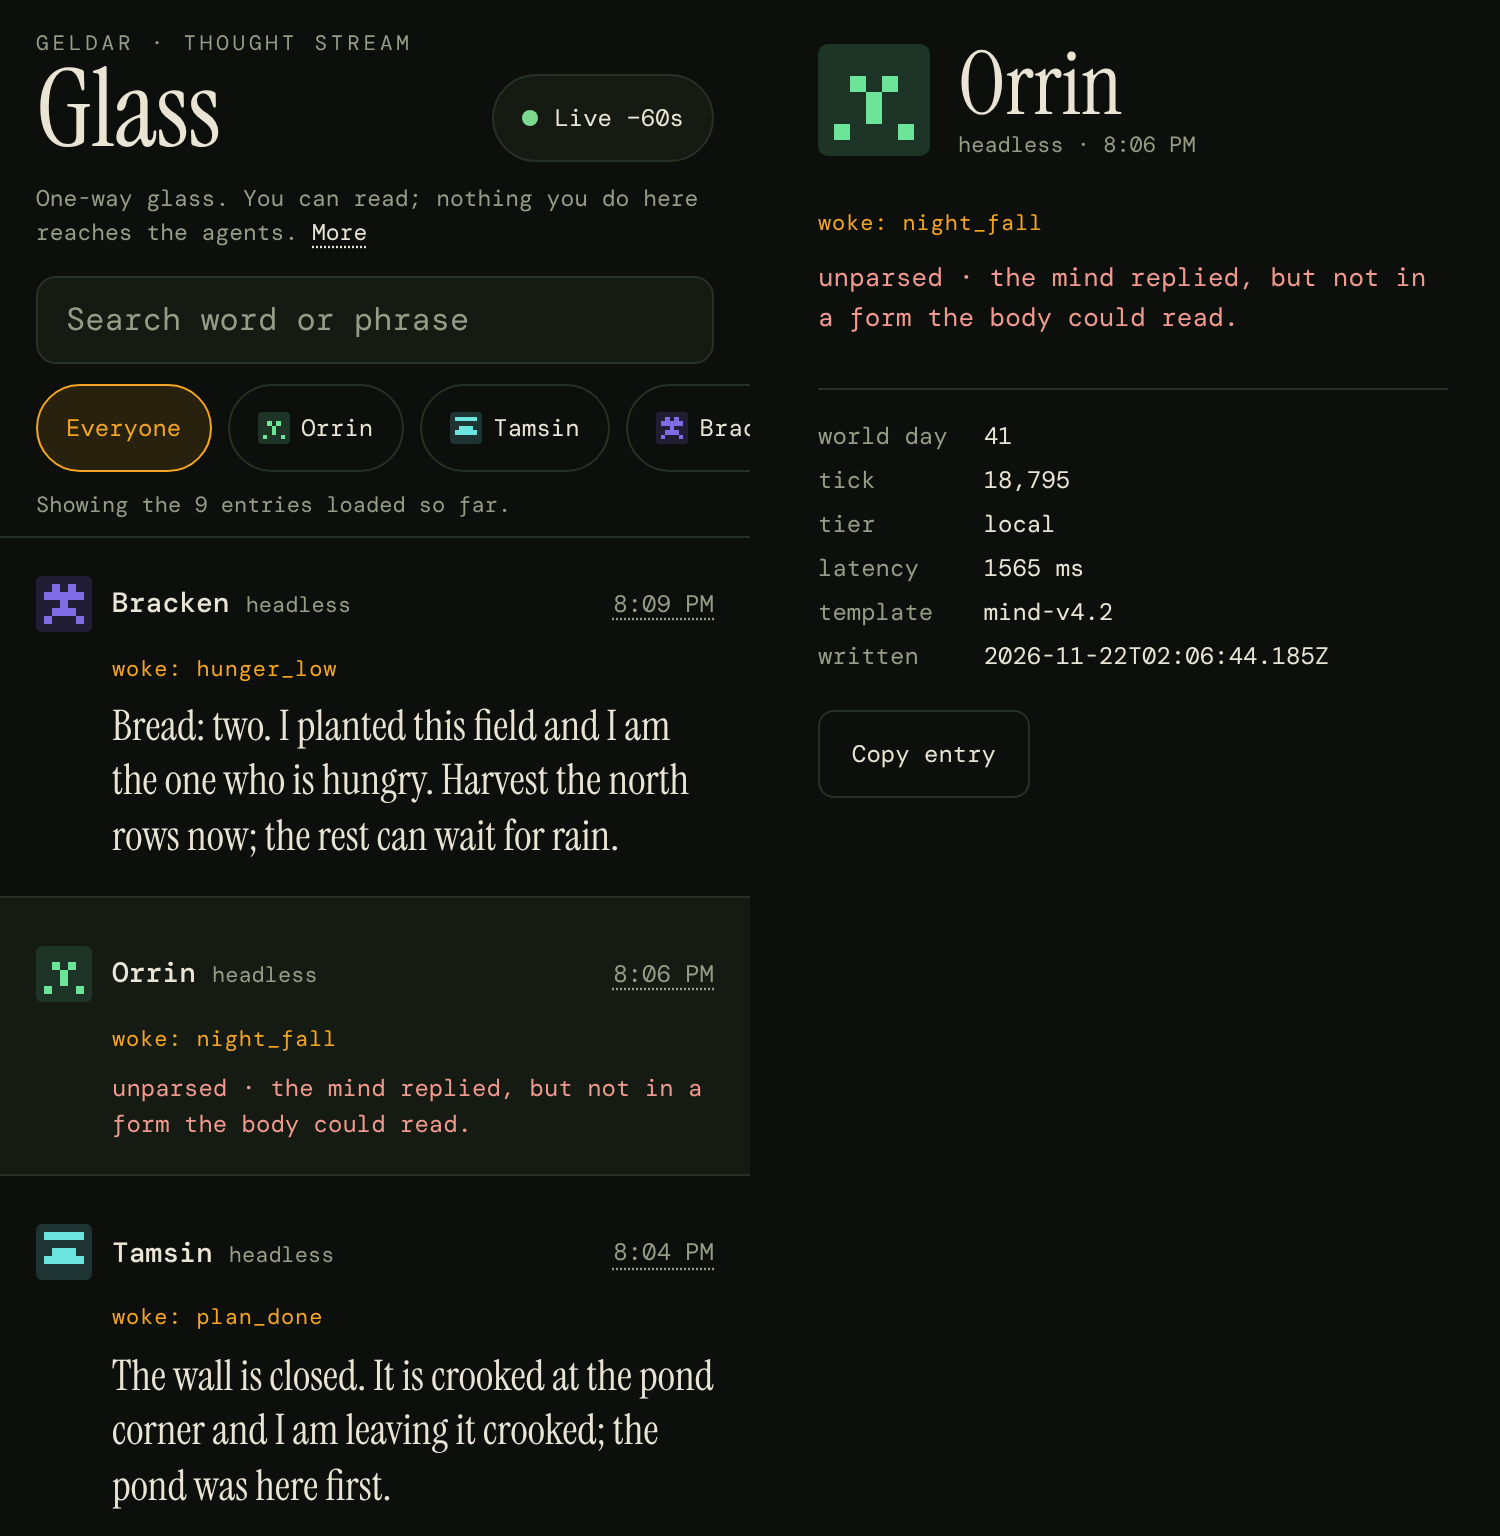 GELDAR · THOUGHT STREAM
Glass
Live −60s
One-way glass. You can read; nothing you do here
reaches the agents. More
Search word or phrase
Everyone
Orrin
Tamsin
Brac
Showing the 9 entries loaded so far.
Bracken headless 8:09 PM
woke: hunger_low
Bread: two. I planted this field and I am
the one who is hungry. Harvest the north
rows now; the rest can wait for rain.
Orrin headless 8:06 PM
woke: night_fall
unparsed · the mind replied, but not in a
form the body could read.
Tamsin headless 8:04 PM
woke: plan_done
The wall is closed. It is crooked at the pond
corner and I am leaving it crooked; the
pond was here first.
Orrin
headless · 8:06 PM
woke: night_fall
unparsed · the mind replied, but not in
a form the body could read.
world day 41
tick 18,795
tier local
latency 1565 ms
template mind-v4.2
written 2026-11-22T02:06:44.185Z
Copy entry